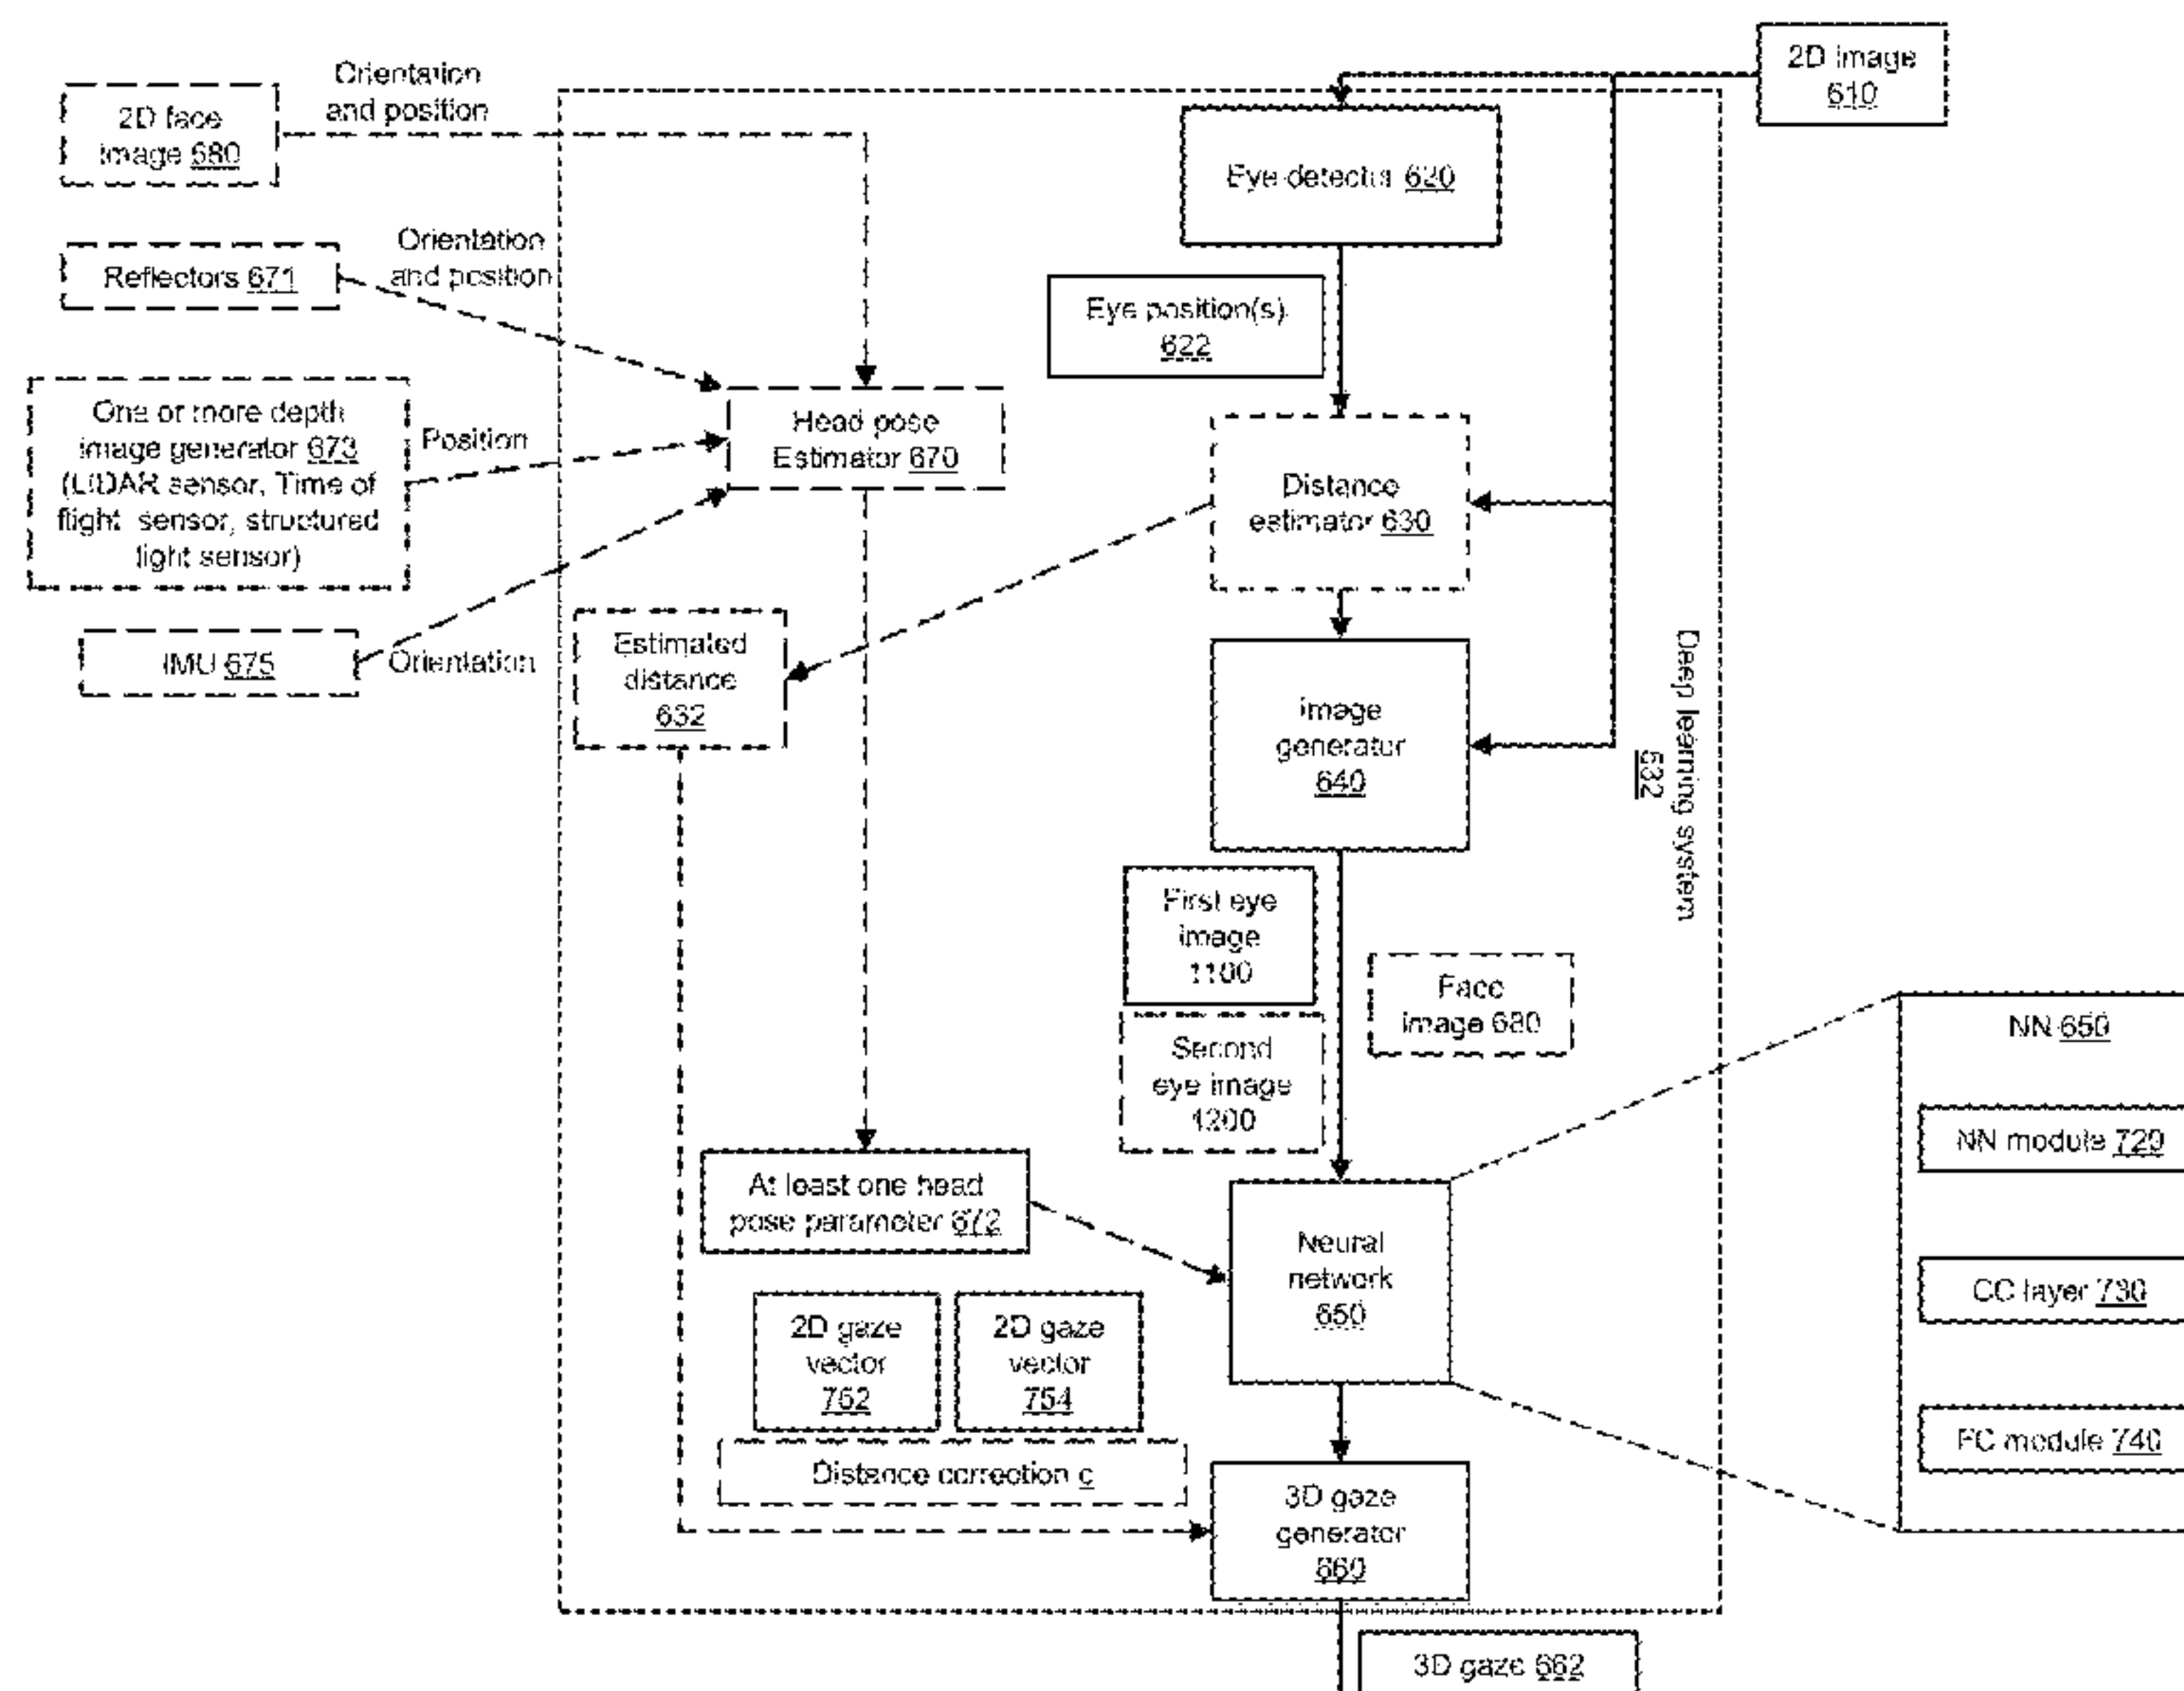 2D image
610
Orientation
and position
2D face
image 680
Eye detector 620
Orientation
and position
Reflectors 671
Eye position(s)
622
One or more depth
image generator 673
(LIDAR sensor, Time of
flight sensor, structured
light sensor)
Position
Head pose
Estimator 670
Distance
estimator 630
IMU 675
Orientation
Estimated
distance
632
Image
generator
640
Deep learning system
632
First eye
image
1100
Face
image 680
Second
eye image
1200
NN 650
NN module 720
CC layer 730
FC module 740
At least one head
pose parameter 672
Neural
network
650
2D gaze
vector
752
2D gaze
vector
754
Distance correction c
3D gaze
generator
660
3D gaze 662